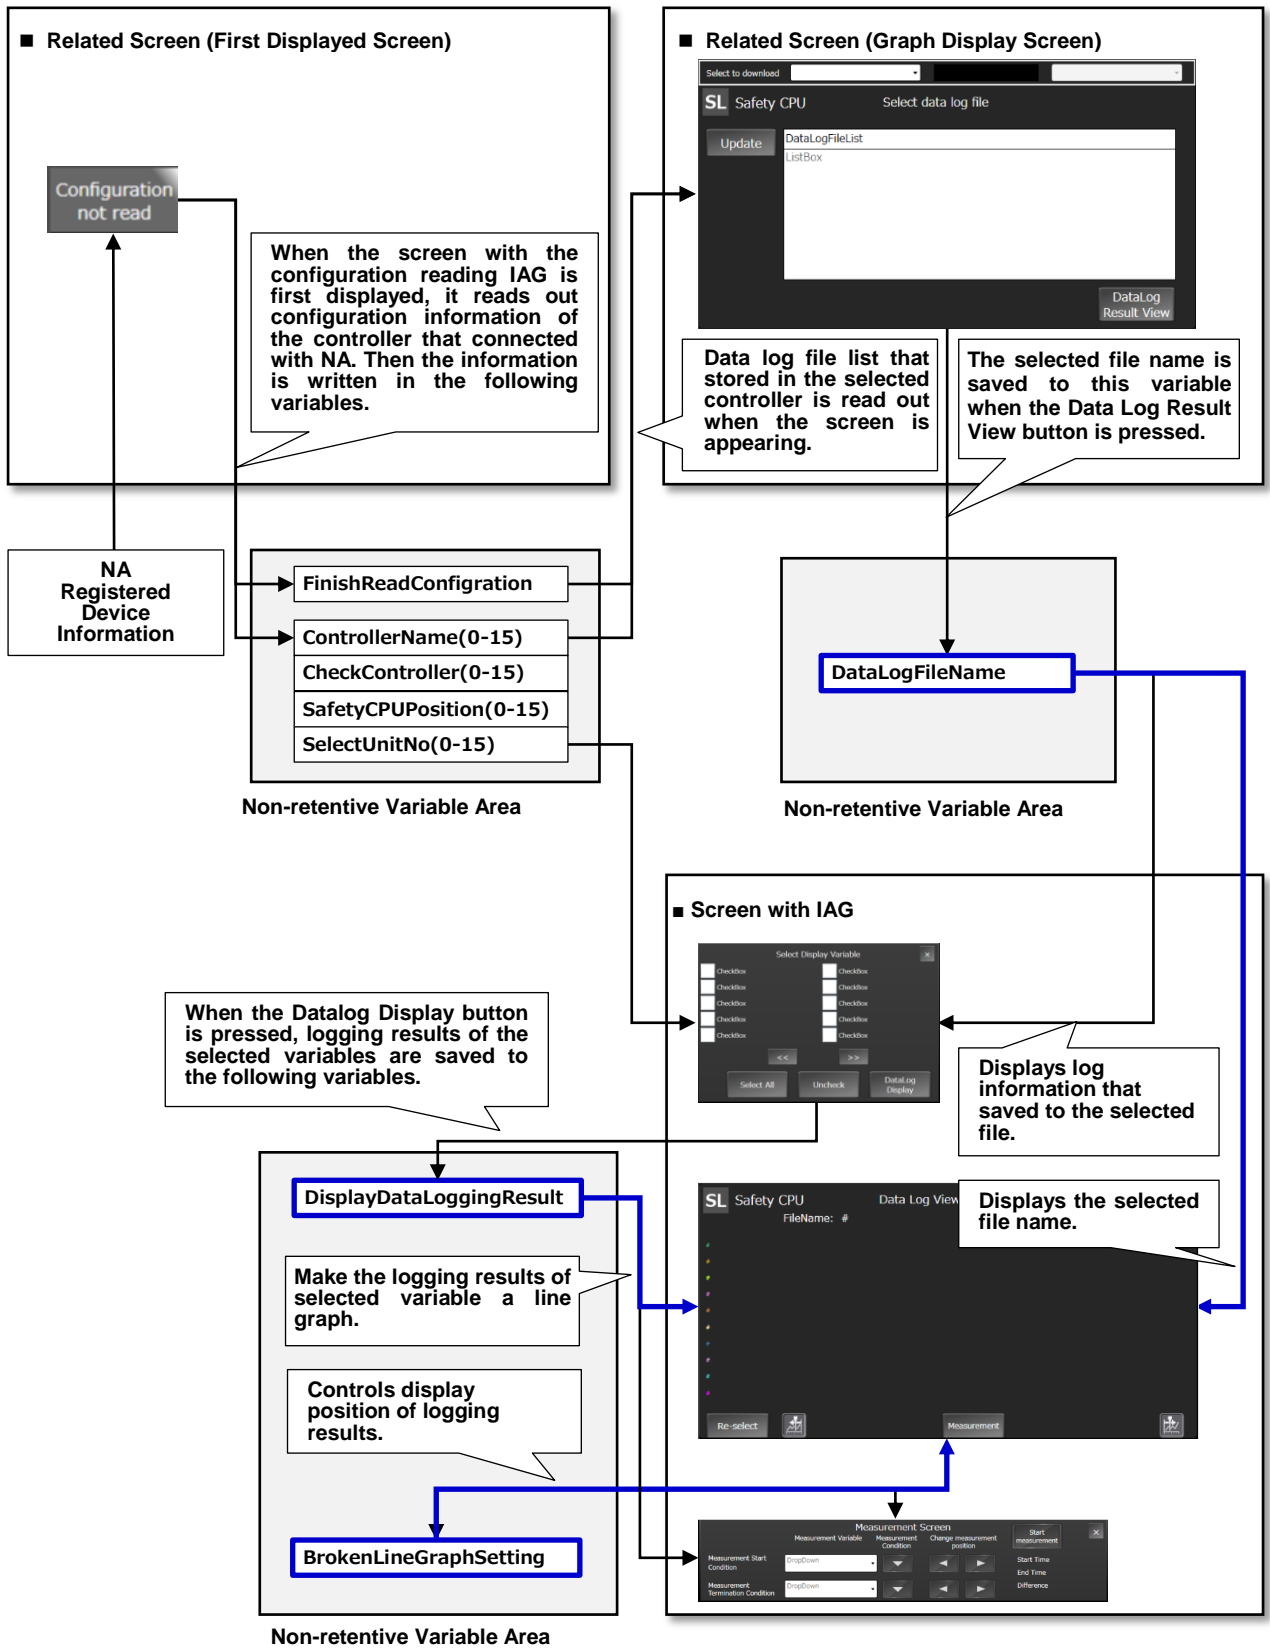 ■ Related Screen (First Displayed Screen)
Configuration
not read
When the screen with the
configuration reading IAG is
first displayed, it reads out
configuration information of
the controller that connected
with NA. Then the information
is written in the following
variables.
NA
Registered
Device
Information
■ Related Screen (Graph Display Screen)
Select to download
SL Safety CPU Select data log file
Update
DataLogFileList
ListBox
DataLog
Result View
Data log file list that
stored in the selected
controller is read out
when the screen is
appearing.
The selected file name is
saved to this variable
when the Data Log Result
View button is pressed.
FinishReadConfigration
ControllerName(0-15)
CheckController(0-15)
SafetyCPUPosition(0-15)
SelectUnitNo(0-15)
Non-retentive Variable Area
DataLogFileName
Non-retentive Variable Area
■ Screen with IAG
Select Display Variable ×
CheckBox CheckBox
CheckBox CheckBox
CheckBox CheckBox
CheckBox CheckBox
CheckBox CheckBox
<< >>
Select All Uncheck DataLog
Display
When the Datalog Display button
is pressed, logging results of the
selected variables are saved to
the following variables.
Displays log
information that
saved to the selected
file.
DisplayDataLoggingResult
SL Safety CPU Data Log View
FileName: #
#
#
#
#
#
#
#
#
#
#
Displays the selected
file name.
Make the logging results of
selected variable a line
graph.
Controls display
position of logging
results.
Re-select Measurement
BrokenLineGraphSetting
Non-retentive Variable Area
Measurement Screen ×
Measurement Variable Measurement
Condition Change measurement
position Start
measurement
Measurement Start
Condition DropDown Start Time
End Time
Measurement
Termination Condition DropDown Difference